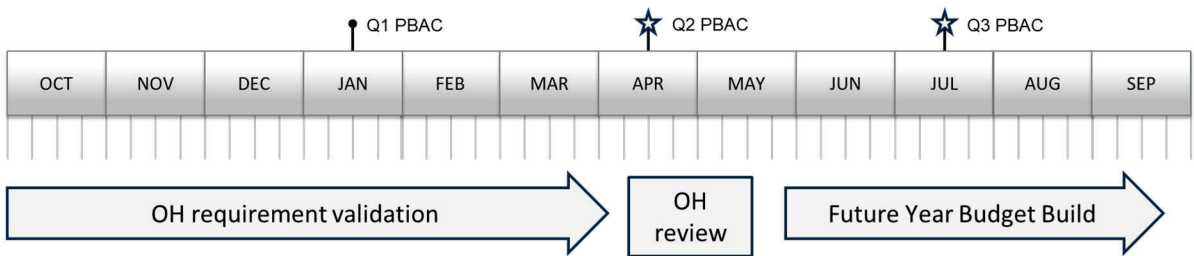 Q1 PBAC
Q2 PBAC
Q3 PBAC
OCT
NOV
DEC
JAN
FEB
MAR
APR
MAY
JUN
JUL
AUG
SEP
OH requirement validation
OH
review
Future Year Budget Build